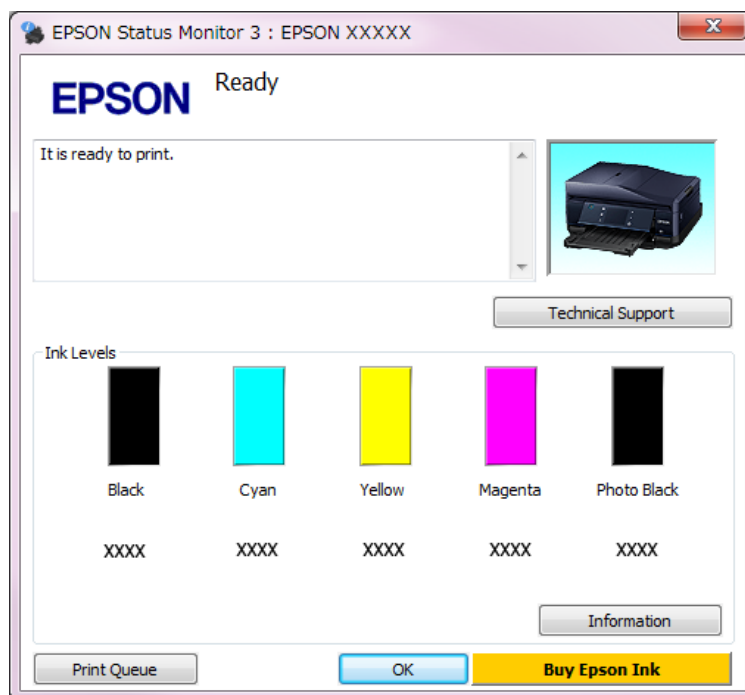 EPSON Status Monitor 3 : EPSON XXXXX
EPSON
Ready
It is ready to print.
Technical Support
Ink Levels
Black Cyan Yellow Magenta Photo Black
XXXX XXXX XXXX XXXX XXXX
Information
Print Queue OK Buy Epson Ink